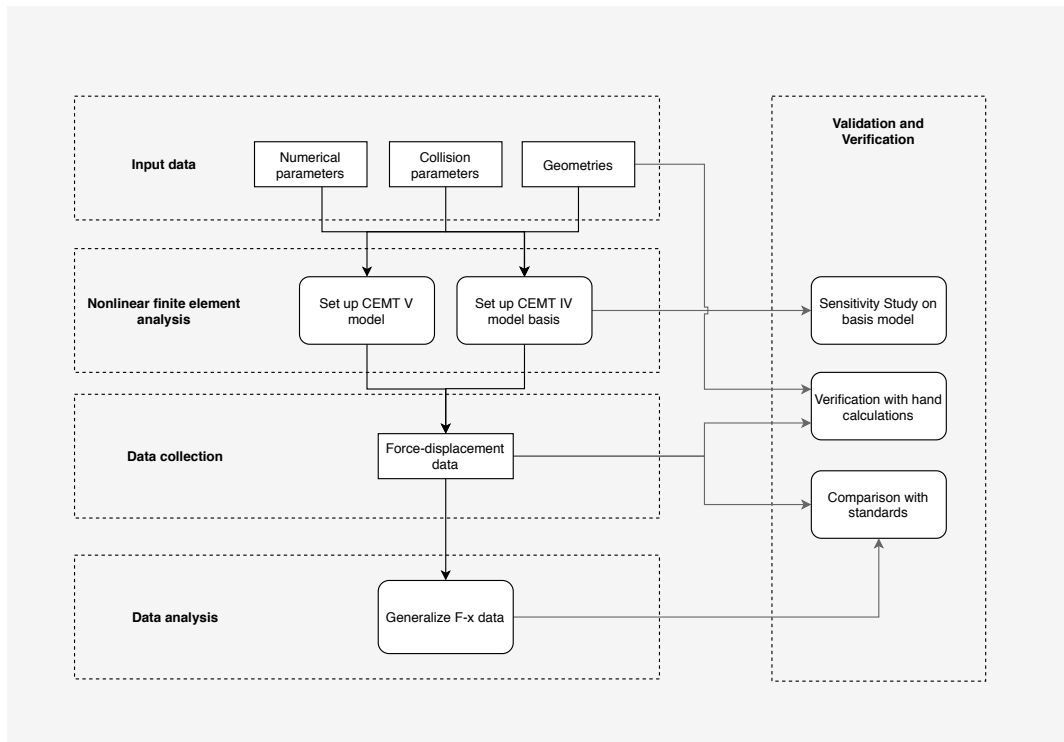 Input data
Numerical
parameters
Collision
parameters
Geometries
Nonlinear finite element
analysis
Set up CEMT V
model
Set up CEMT IV
model basis
Data collection
Force-displacement
data
Data analysis
Generalize F-x data
Validation and
Verification
Sensitivity Study on
basis model
Verification with hand
calculations
Comparison with
standards